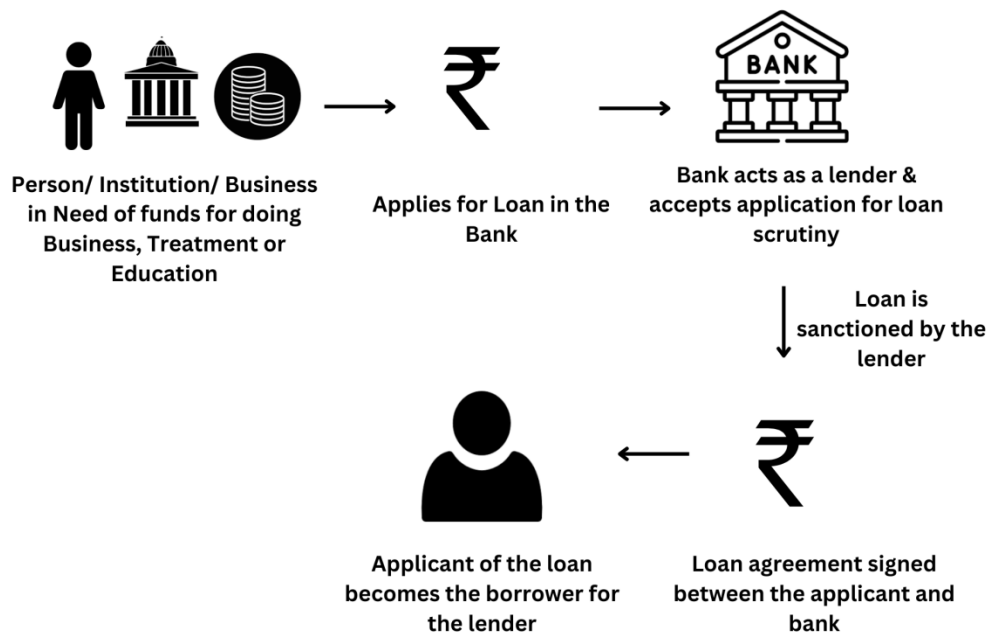 Person/ Institution/ Business
in Need of funds for doing
Business, Treatment or
Education
₹
Applies for Loan in the
Bank
BANK
Bank acts as a lender &
accepts application for loan
scrutiny
Loan is
sanctioned by the
lender
₹
Loan agreement signed
between the applicant and
bank
Applicant of the loan
becomes the borrower for
the lender